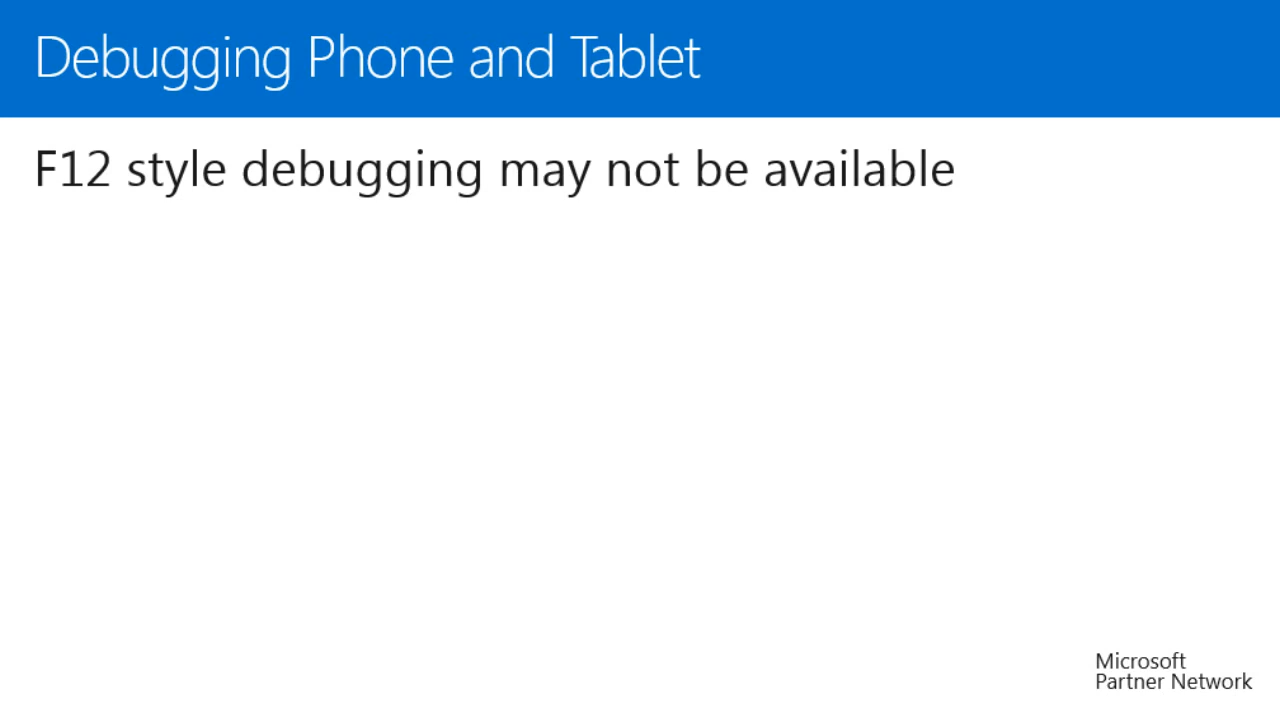 Debugging Phone and Tablet
F12 style debugging may not be available
Microsoft
Partner Network